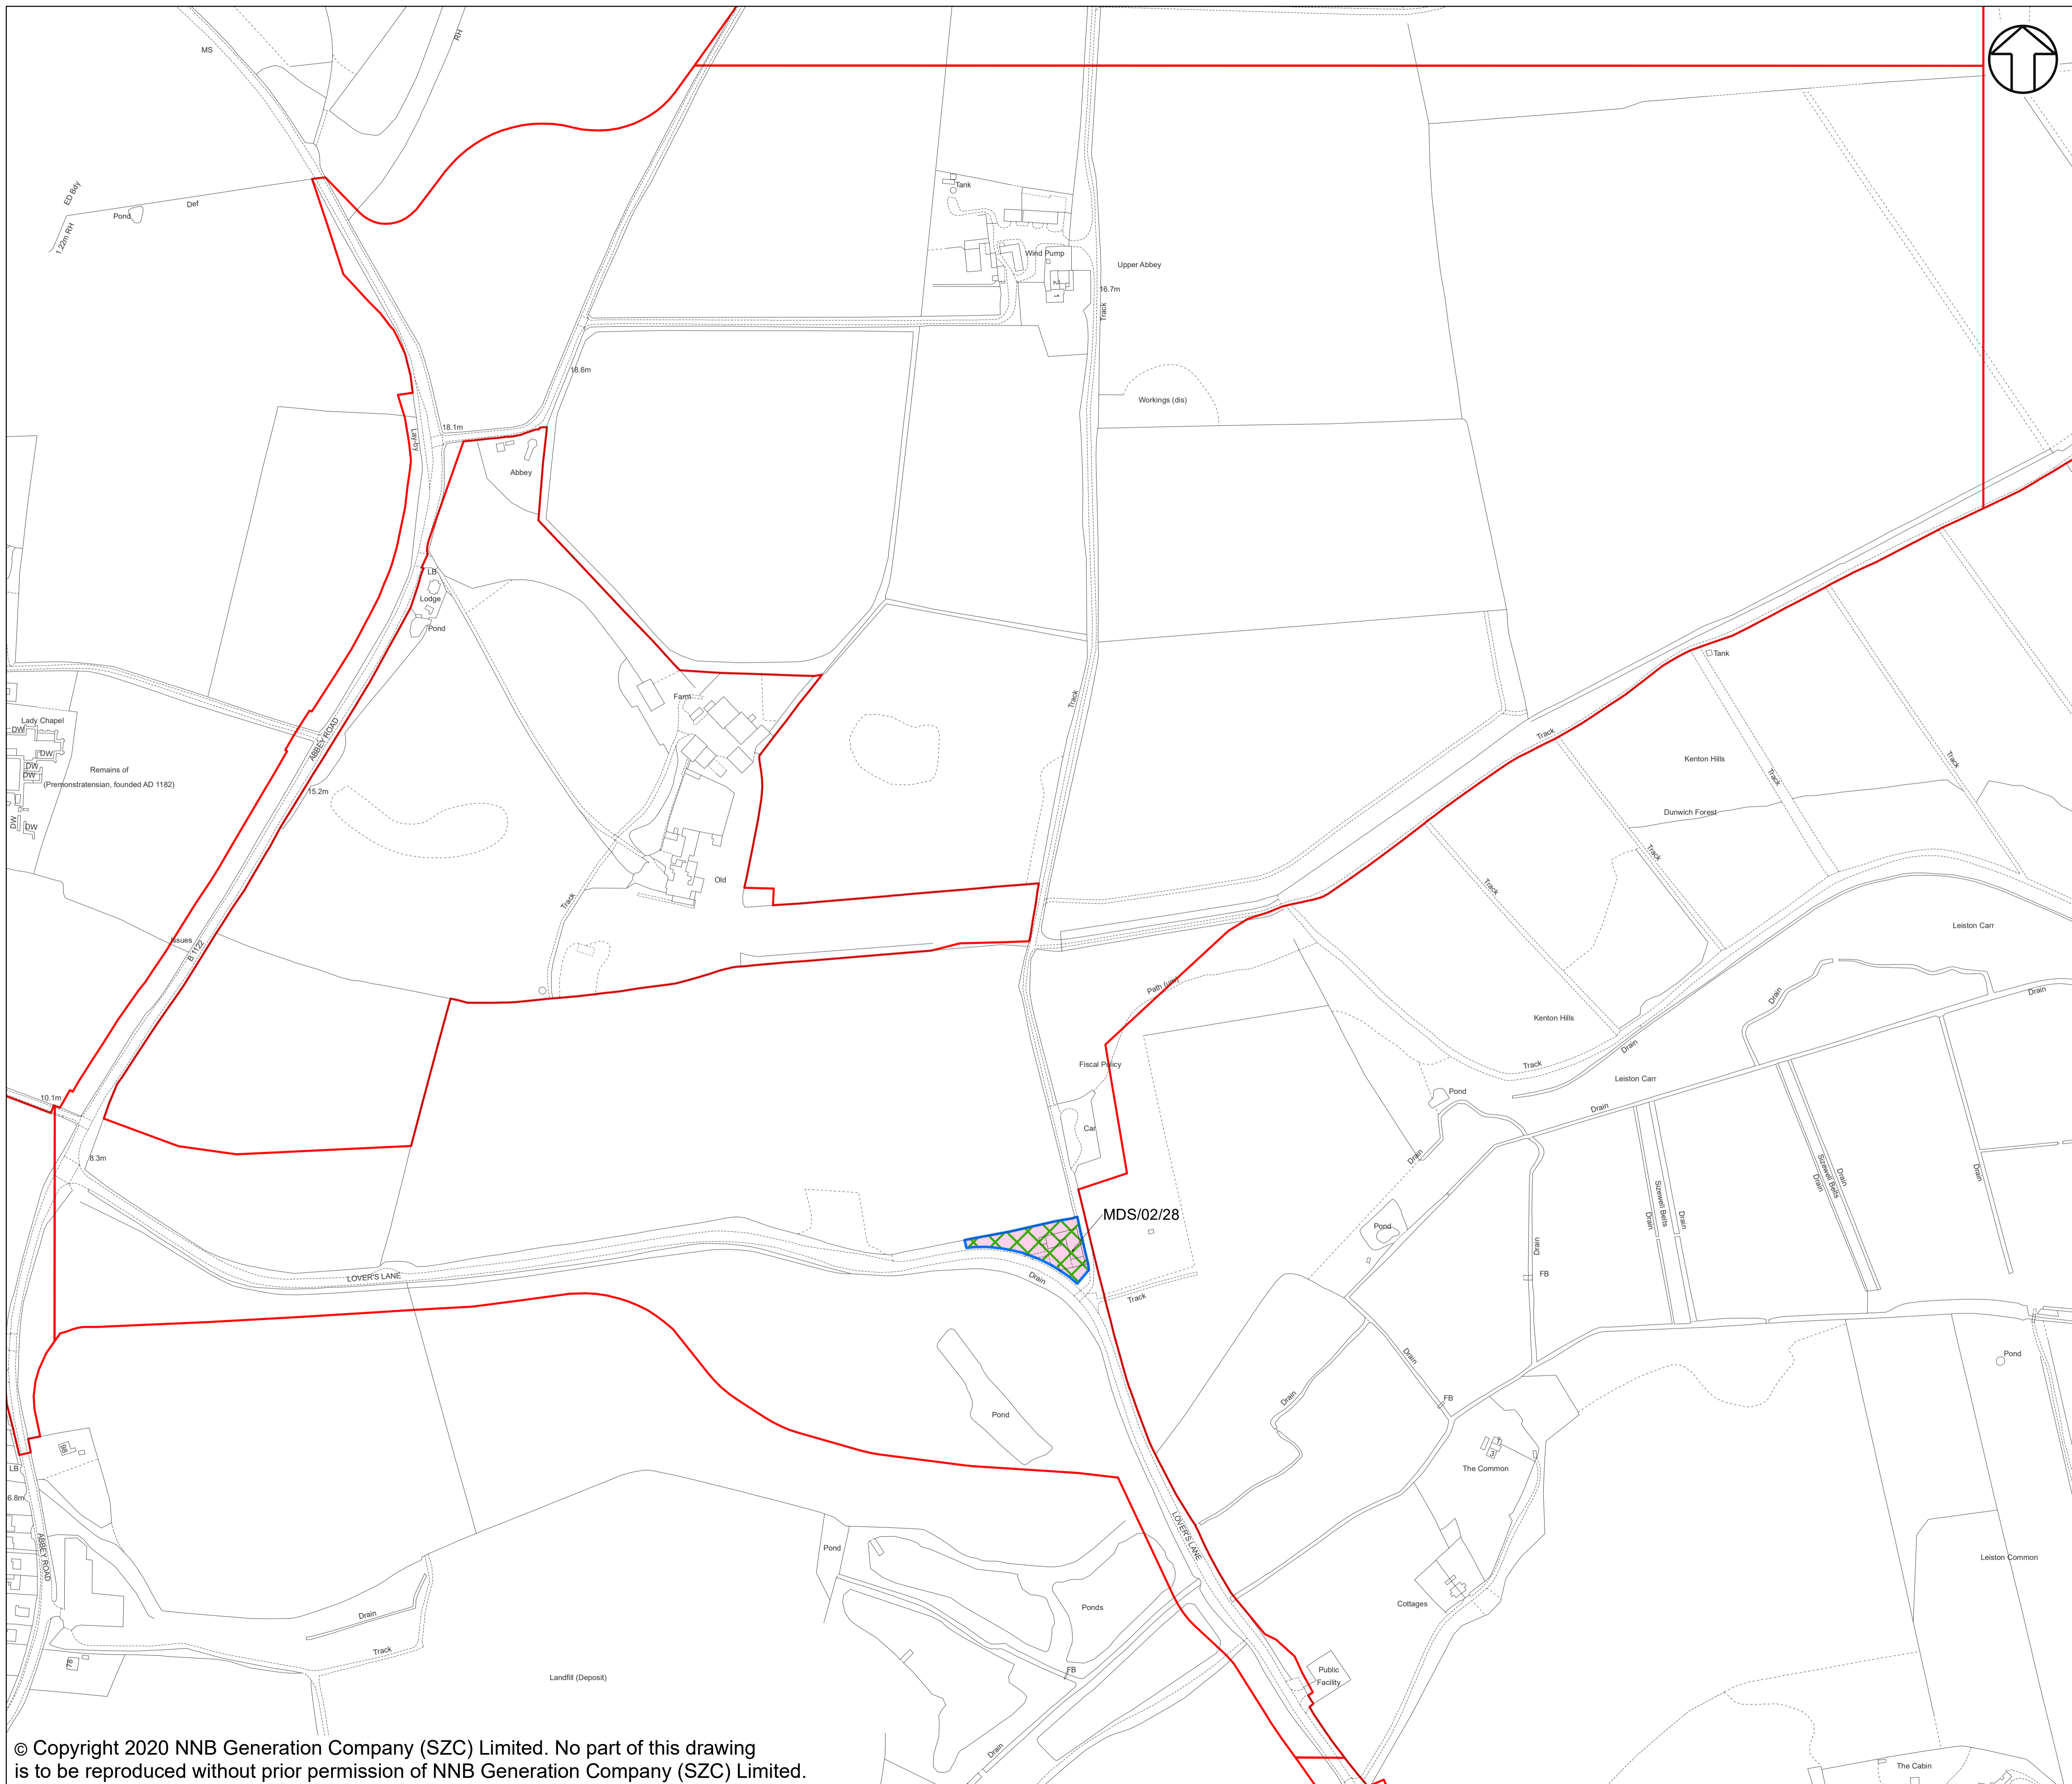 MS
RH
ED Bdy
Pond
Def
1.22m RH
Tank
Wind Pump
2
1
Upper Abbey
16.7m
Track
18.6m
Workings (dis)
18.1m
Lay-by
Abbey
LB
Lodge
Pond
Tank
Farm
Track
Lady Chapel
DW
DW
DW
DW
DW
DW
Remains of
(Premonstratensian, founded AD 1182)
ABBEY ROAD
15.2m
Track
Kenton Hills
Track
Track
Dunwich Forest
Track
Old
Track
Track
Leiston Carr
Issues
B 1122
Path (um)
Drain
Drain
Kenton Hills
Drain
Track
Fiscal Policy
Leiston Carr
10.1m
Pond
Drain
Car
8.3m
Drain
Drain
Sizewell Belts
Drain
Drain
Sizewell Belts
Drain
Drain
MDS/02/28
Pond
Drain
FB
LOVER'S LANE
Drain
Track
Drain
Pond
Drain
FB
Pond
98
3
The Common
LB
6.8m
ABBEY ROAD
LOVER'S LANE
Pond
Leiston Common
Ponds
Cottages
Drain
Track
78
Landfill (Deposit)
FB
Public
Facility
Drain
The Cabin
© Copyright 2020 NNB Generation Company (SZC) Limited. No part of this drawing
is to be reproduced without prior permission of NNB Generation Company (SZC) Limited.